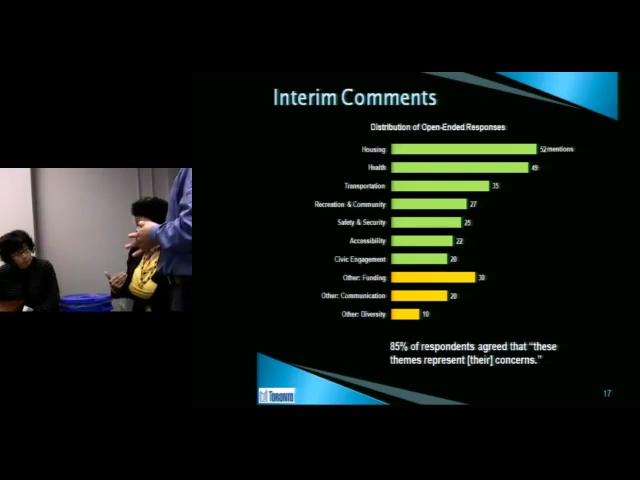 Interim Comments
Distribution of Open-Ended Responses
Housing: 52 mentions
Health: 49
Transportation: 35
Recreation & Community: 27
Safety & Security: 25
Accessibility: 22
Civic Engagement: 20
Other: Funding: 30
Other: Communication: 20
Other: Diversity: 10
85% of respondents agreed that “these
themes represent [their] concerns.”
TORONTO
17